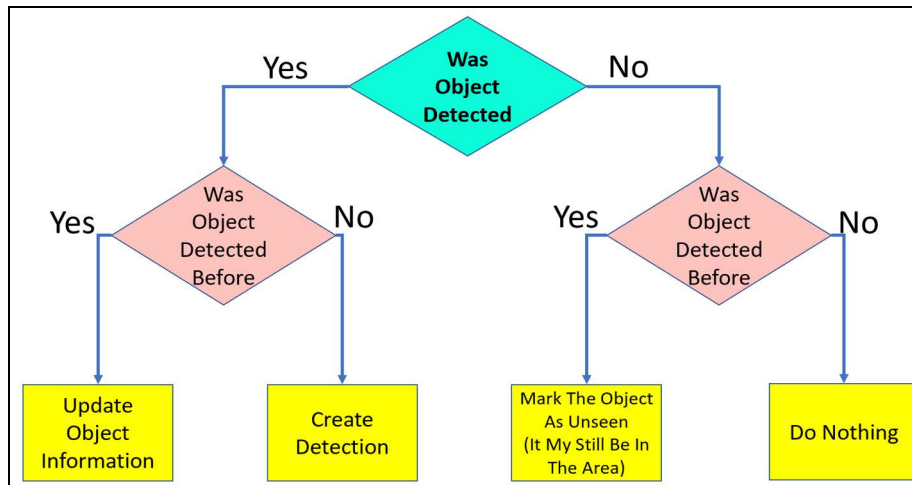 Was
Object
Detected
Yes
No
Was
Object
Detected
Before
Yes
No
Was
Object
Detected
Before
Yes
No
Update
Object
Information
Create
Detection
Mark The Object
As Unseen
(It My Still Be In
The Area)
Do Nothing